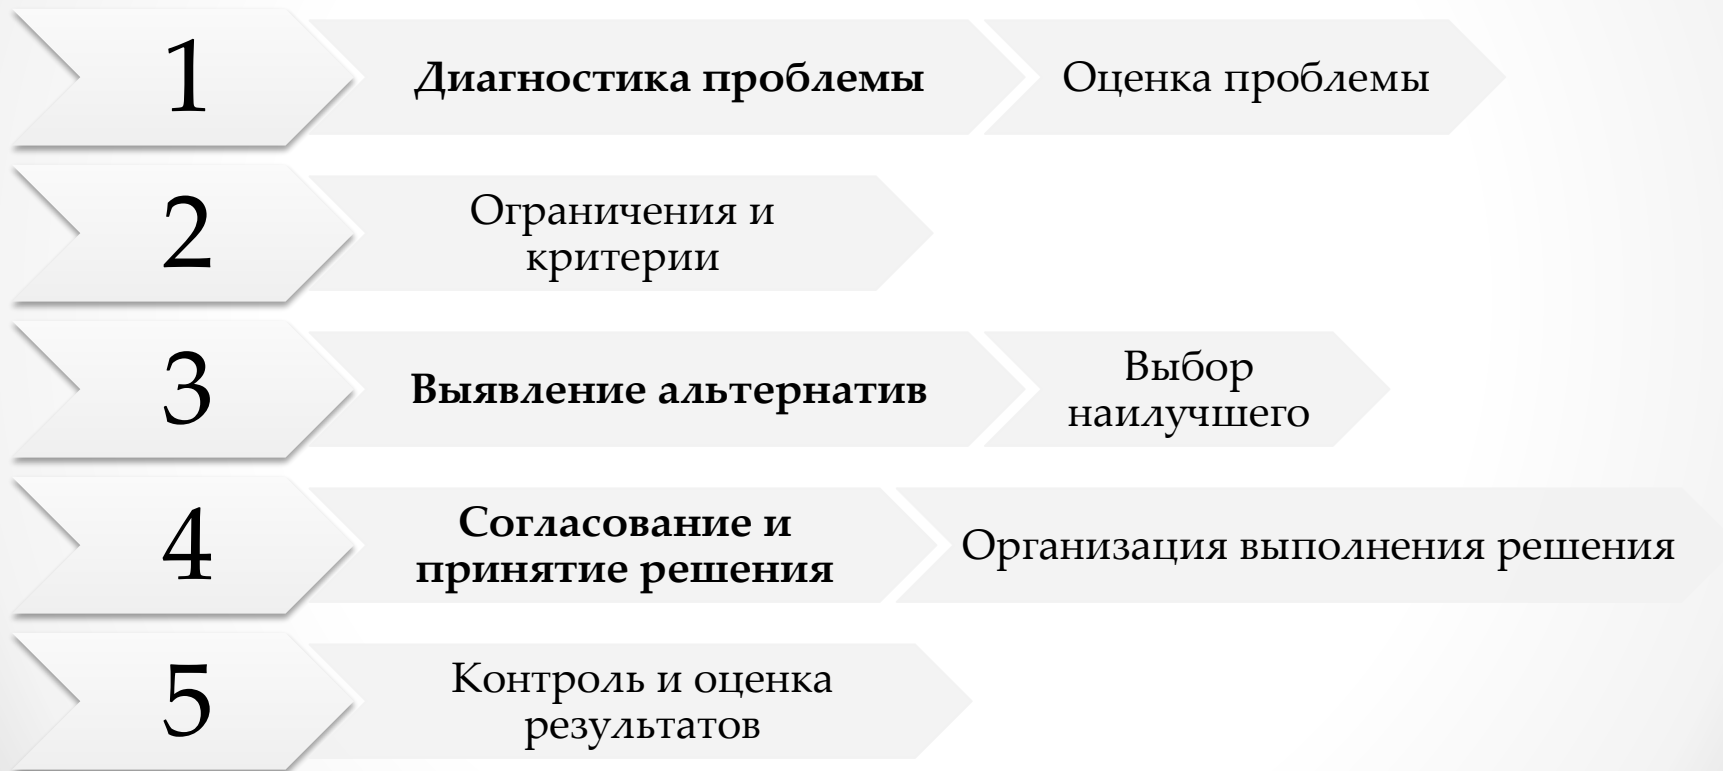 1
Диагностика проблемы
Оценка проблемы
2
Ограничения и
критерии
3
Выявление альтернатив
Выбор
наилучшего
4
Согласование и
принятие решения
Организация выполнения решения
5
Контроль и оценка
результатов